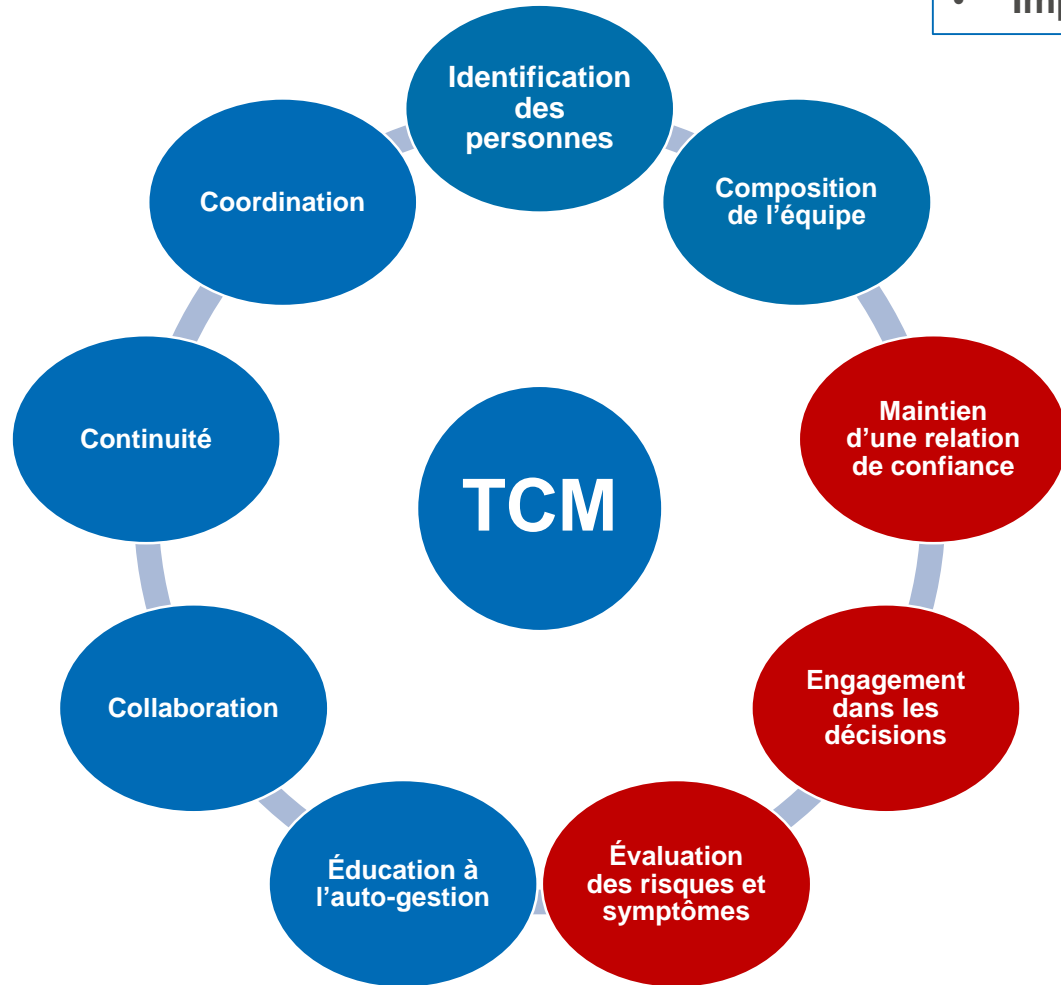 Identification
des
personnes
Composition
de l’équipe
Maintien
d’une relation
de confiance
Engagement
dans les
décisions
Évaluation
des risques et
symptômes
Éducation à
l’auto-gestion
Collaboration
Continuité
Coordination
TCM